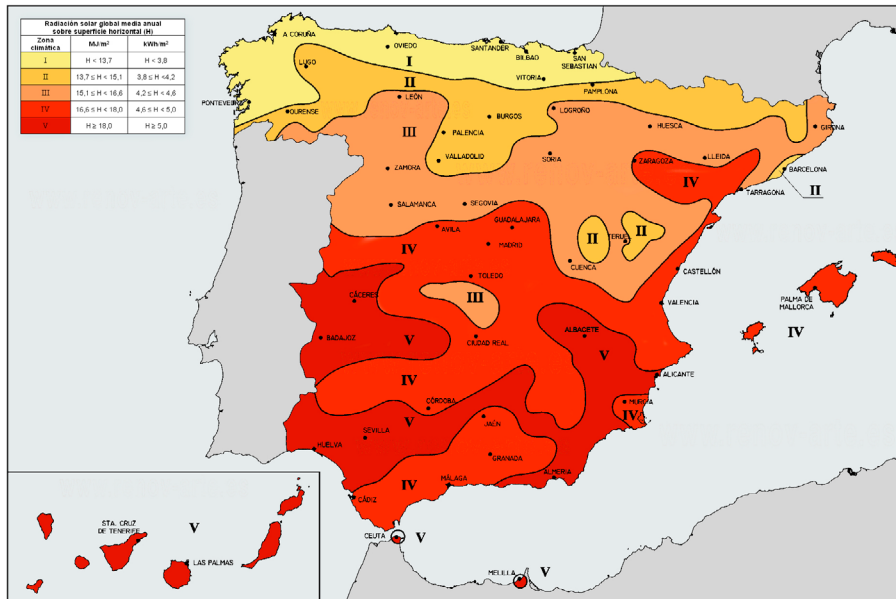 Radiación solar global media anual
sobre superficie horizontal (H)
Zona climática MJ/m² kWh/m²
I H < 13,7 H < 3,8
II 13,7 ≤ H < 15,1 3,8 ≤ H <4,2
III 15,1 ≤ H < 16,6 4,2 ≤ H < 4,6
IV 16,6 ≤ H < 18,0 4,6 ≤ H < 5,0
V H ≥ 18,0 H ≥ 5,0
A CORUÑA
OVIEDO
SANTANDER
BILBAO
SAN SEBASTIAN
I
LUGO
VITORIA
II
PAMPLONA
PONTEVEDRA
LEÓN
OURENSE
BURGOS
LOGROÑO
HUESCA
GIRONA
III
PALENCIA
VALLADOLID
SORIA
ZARAGOZA
LLEIDA
BARCELONA
ZAMORA
IV
TARRAGONA
II
SALAMANCA
SEGOVIA
AVILA
GUADALAJARA
IV
MADRID
II
II
TERUEL
CUENCA
TOLEDO
CASTELLÓN
CÁCERES
III
VALENCIA
PALMA DE
MALLORCA
IV
BADAJOZ
V
CIUDAD REAL
ALBACETE
V
IV
ALICANTE
CÓRDOBA
MURCIA
IV
V
JAÉN
SEVILLA
HUELVA
GRANADA
IV
MÁLAGA
ALMERIA
CÁDIZ
CEUTA
V
MELILLA
V
STA. CRUZ
DE TENERIFE
V
LAS PALMAS